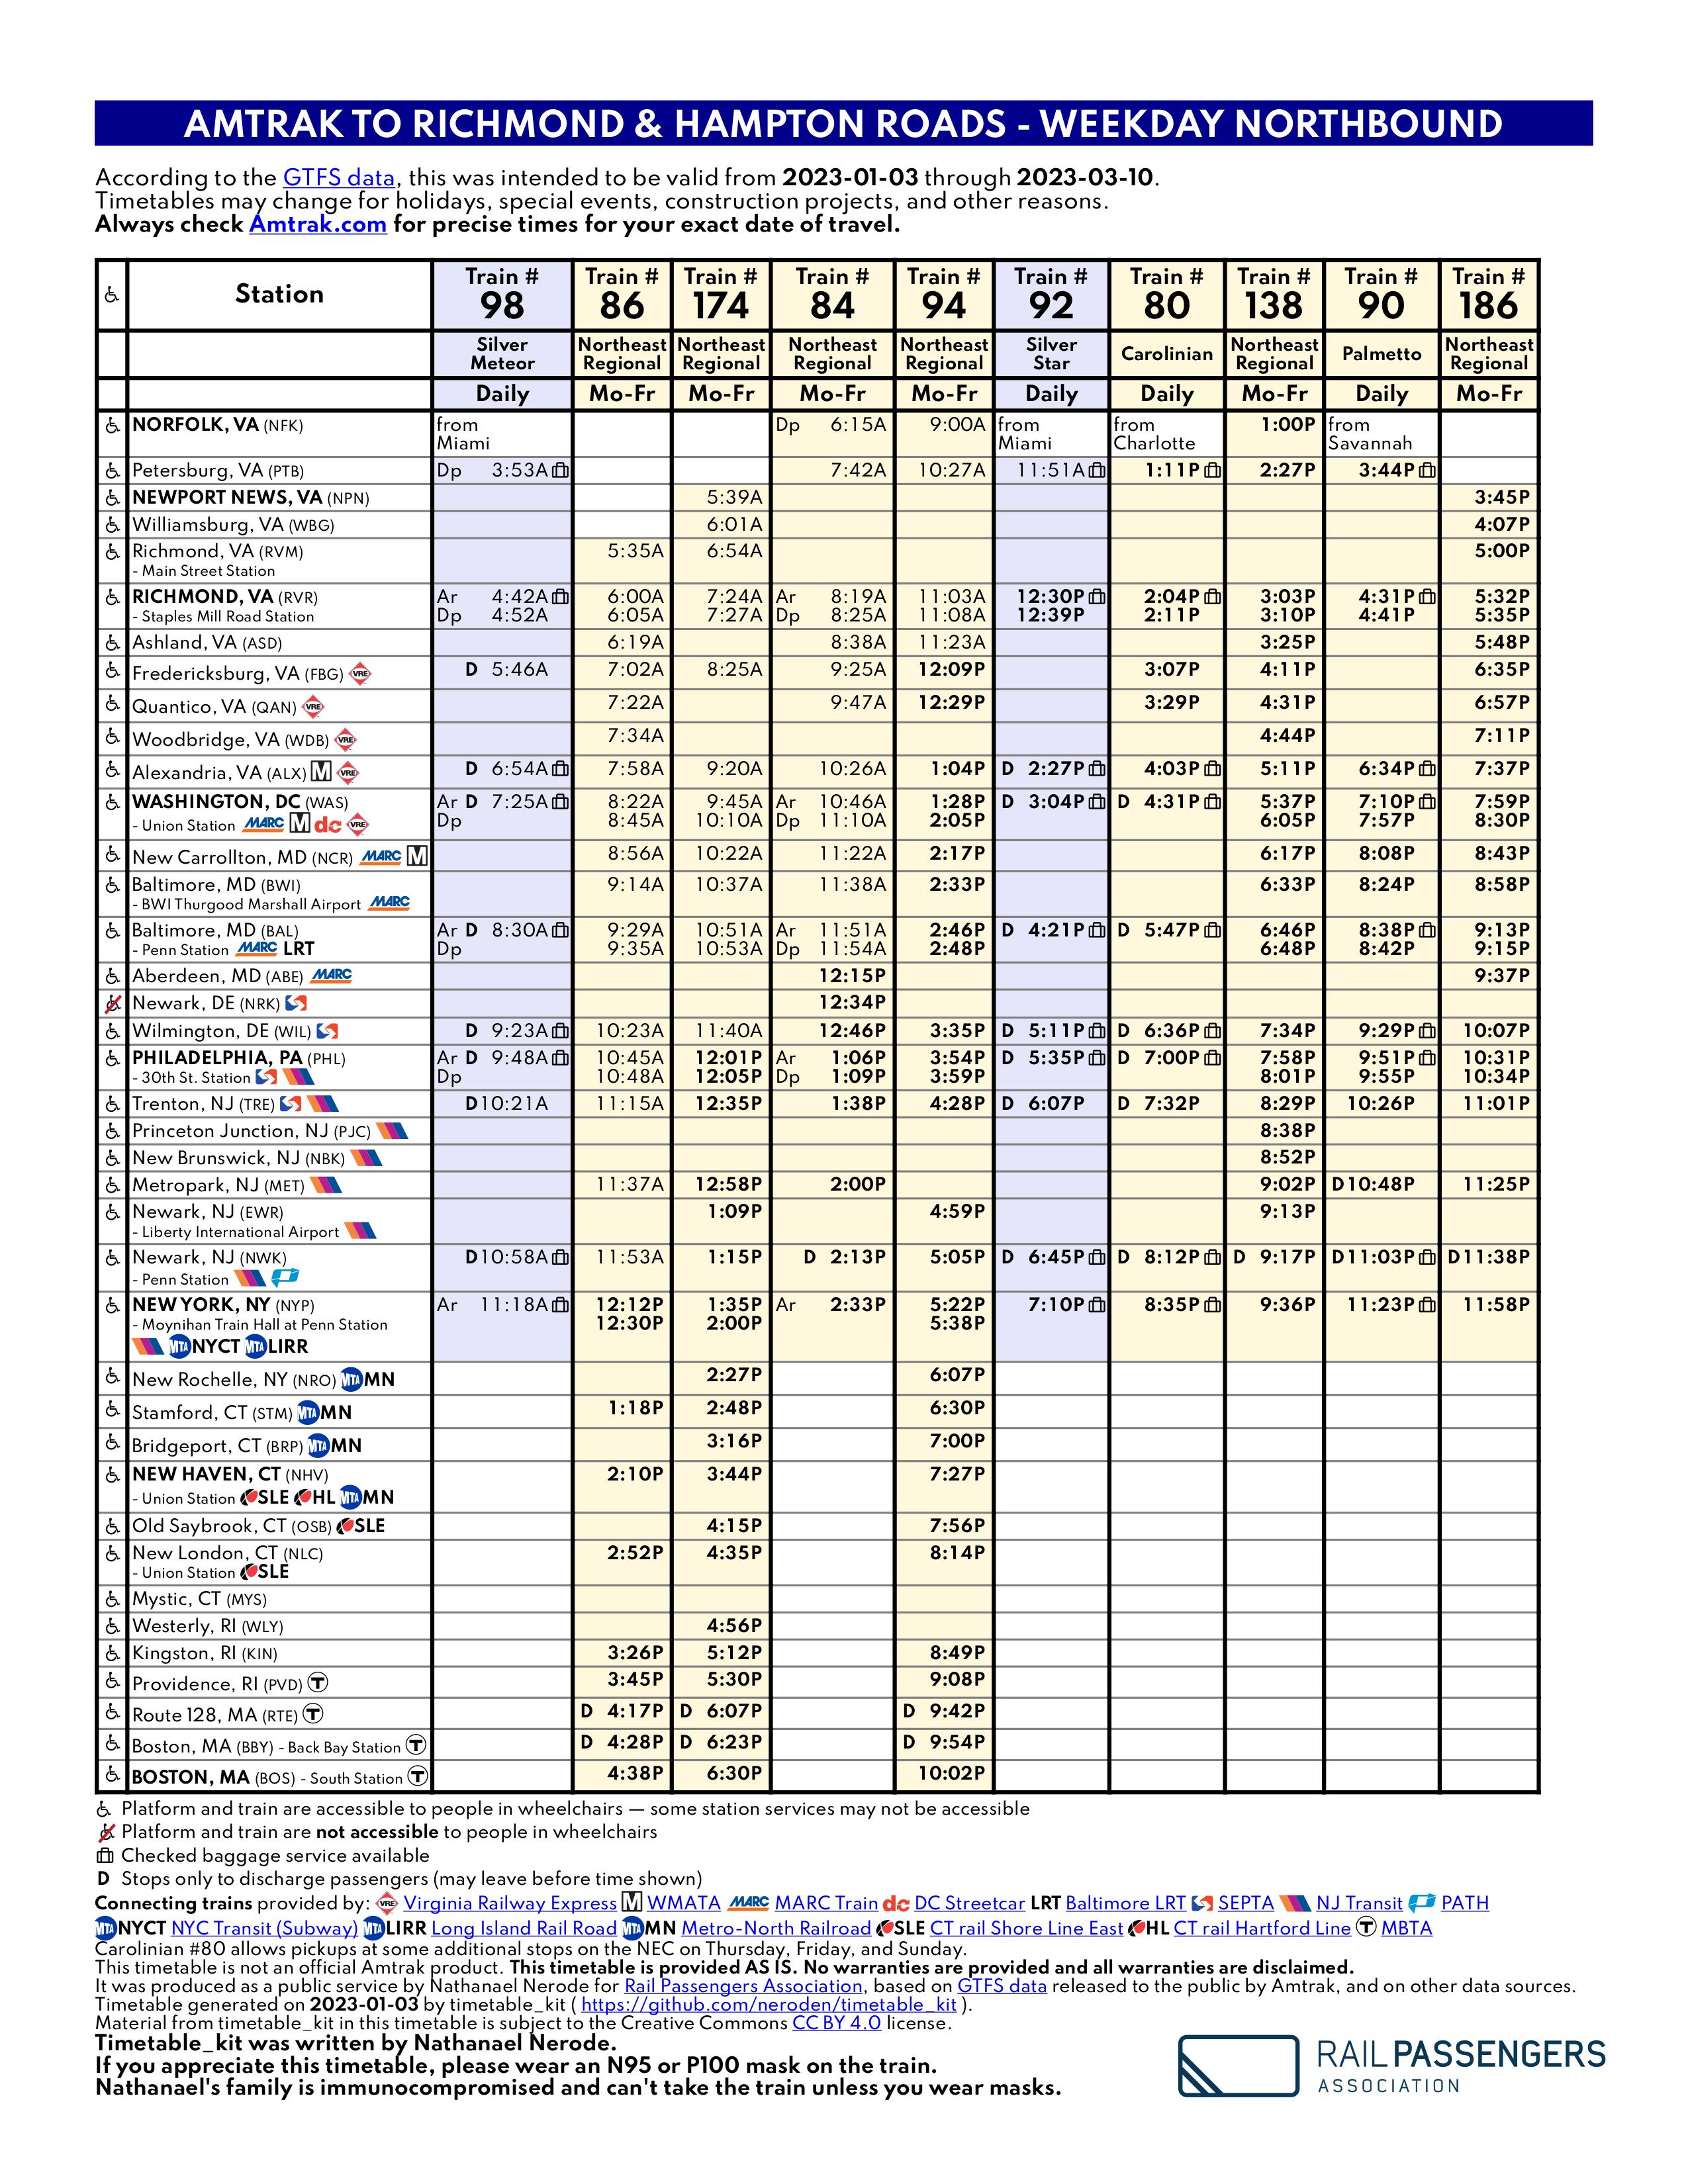 AMTRAK TO RICHMOND & HAMPTON ROADS - WEEKDAY NORTHBOUND
According to the GTFS data, this was intended to be valid from 2023-01-03 through 2023-03-10.
Timetables may change for holidays, special events, construction projects, and other reasons.
Always check Amtrak.com for precise times for your exact date of travel.
Station Train # 98 Train # 86 Train # 174 Train # 84 Train # 94 Train # 92 Train # 80 Train # 138 Train # 90 Train # 186
Silver Meteor Northeast Regional Northeast Regional Northeast Regional Northeast Regional Silver Star Carolinian Northeast Regional Palmetto Northeast Regional
Daily Mo-Fr Mo-Fr Mo-Fr Mo-Fr Daily Daily Mo-Fr Daily Mo-Fr
NORFOLK, VA (NFK) from Miami Dp 6:15A 9:00A from Miami from Charlotte 1:00P from Savannah
Petersburg, VA (PTB) Dp 3:53A 7:42A 10:27A 11:51A 1:11P 2:27P 3:44P
NEWPORT NEWS, VA (NPN) 5:39A 3:45P
Williamsburg, VA (WBG) 6:01A 4:07P
Richmond, VA (RVM) 5:35A 6:54A 5:00P
- Main Street Station
RICHMOND, VA (RVR) Ar 4:42A 6:00A 7:24A Ar 8:19A 11:03A 12:30P 2:04P 3:03P 4:31P 5:32P
- Staples Mill Road Station Dp 4:52A 6:05A 7:27A Dp 8:25A 11:08A 12:39P 2:11P 3:10P 4:41P 5:35P
Ashland, VA (ASD) 6:19A 8:38A 11:23A 3:25P 5:48P
Fredericksburg, VA (FBG) VRE D 5:46A 7:02A 8:25A 9:25A 12:09P 3:07P 4:11P 6:35P
Quantico, VA (QAN) VRE 7:22A 9:47A 12:29P 3:29P 4:31P 6:57P
Woodbridge, VA (WDB) VRE 7:34A 4:44P 7:11P
Alexandria, VA (ALX) M VRE D 6:54A 7:58A 9:20A 10:26A 1:04P D 2:27P 4:03P 5:11P 6:34P 7:37P
WASHINGTON, DC (WAS) Ar D 7:25A 8:22A 9:45A Ar 10:46A 1:28P D 3:04P D 4:31P 5:37P 7:10P 7:59P
- Union Station MARC M dc VRE Dp 8:45A 10:10A Dp 11:10A 2:05P 6:05P 7:57P 8:30P
New Carrollton, MD (NCR) MARC M 8:56A 10:22A 11:22A 2:17P 6:17P 8:08P 8:43P
Baltimore, MD (BWI) 9:14A 10:37A 11:38A 2:33P 6:33P 8:24P 8:58P
- BWI Thurgood Marshall Airport MARC
Baltimore, MD (BAL) Ar D 8:30A 9:29A 10:51A Ar 11:51A 2:46P D 4:21P D 5:47P 6:46P 8:38P 9:13P
- Penn Station MARC LRT Dp 9:35A 10:53A Dp 11:54A 2:48P 6:48P 8:42P 9:15P
Aberdeen, MD (ABE) MARC 12:15P 9:37P
Newark, DE (NRK) 12:34P
Wilmington, DE (WIL) D 9:23A 10:23A 11:40A 12:46P 3:35P D 5:11P D 6:36P 7:34P 9:29P 10:07P
PHILADELPHIA, PA (PHL) Ar D 9:48A 10:45A 12:01P Ar 1:06P 3:54P D 5:35P D 7:00P 7:58P 9:51P 10:31P
- 30th St. Station Dp 10:48A 12:05P Dp 1:09P 3:59P 8:01P 9:55P 10:34P
Trenton, NJ (TRE) D10:21A 11:15A 12:35P 1:38P 4:28P D 6:07P D 7:32P 8:29P 10:26P 11:01P
Princeton Junction, NJ (PJC) 8:38P
New Brunswick, NJ (NBK) 8:52P
Metropark, NJ (MET) 11:37A 12:58P 2:00P 9:02P D10:48P 11:25P
Newark, NJ (EWR) 1:09P 4:59P 9:13P
- Liberty International Airport
Newark, NJ (NWK) D10:58A 11:53A 1:15P D 2:13P 5:05P D 6:45P D 8:12P D 9:17P D11:03P D11:38P
- Penn Station
NEW YORK, NY (NYP) Ar 11:18A 12:12P 1:35P Ar 2:33P 5:22P 7:10P 8:35P 9:36P 11:23P 11:58P
- Moynihan Train Hall at Penn Station 12:30P 2:00P 5:38P
MTA NYCT MTA LIRR
New Rochelle, NY (NRO) MTA MN 2:27P 6:07P
Stamford, CT (STM) MTA MN 1:18P 2:48P 6:30P
Bridgeport, CT (BRP) MTA MN 3:16P 7:00P
NEW HAVEN, CT (NHV) 2:10P 3:44P 7:27P
- Union Station SLE HL MTA MN
Old Saybrook, CT (OSB) SLE 4:15P 7:56P
New London, CT (NLC) 2:52P 4:35P 8:14P
- Union Station SLE
Mystic, CT (MYS)
Westerly, RI (WLY) 4:56P
Kingston, RI (KIN) 3:26P 5:12P 8:49P
Providence, RI (PVD) T 3:45P 5:30P 9:08P
Route 128, MA (RTE) T D 4:17P D 6:07P D 9:42P
Boston, MA (BBY) - Back Bay Station T D 4:28P D 6:23P D 9:54P
BOSTON, MA (BOS) - South Station T 4:38P 6:30P 10:02P
Platform and train are accessible to people in wheelchairs — some station services may not be accessible
Platform and train are not accessible to people in wheelchairs
Checked baggage service available
D Stops only to discharge passengers (may leave before time shown)
Connecting trains provided by: VRE Virginia Railway Express M WMATA MARC MARC Train dc DC Streetcar LRT Baltimore LRT SEPTA NJ Transit PATH
MTA NYCT NYC Transit (Subway) MTA LIRR Long Island Rail Road MTA MN Metro-North Railroad SLE CT rail Shore Line East HL CT rail Hartford Line T MBTA
Carolinian #80 allows pickups at some additional stops on the NEC on Thursday, Friday, and Sunday.
This timetable is not an official Amtrak product. This timetable is provided AS IS. No warranties are provided and all warranties are disclaimed.
It was produced as a public service by Nathanael Nerode for Rail Passengers Association, based on GTFS data released to the public by Amtrak, and on other data sources.
Timetable generated on 2023-01-03 by timetable_kit ( https://github.com/neroden/timetable_kit ).
Material from timetable_kit in this timetable is subject to the Creative Commons CC BY 4.0 license.
Timetable_kit was written by Nathanael Nerode.
If you appreciate this timetable, please wear an N95 or P100 mask on the train.
Nathanael's family is immunocompromised and can't take the train unless you wear masks.
RAIL PASSENGERS
ASSOCIATION